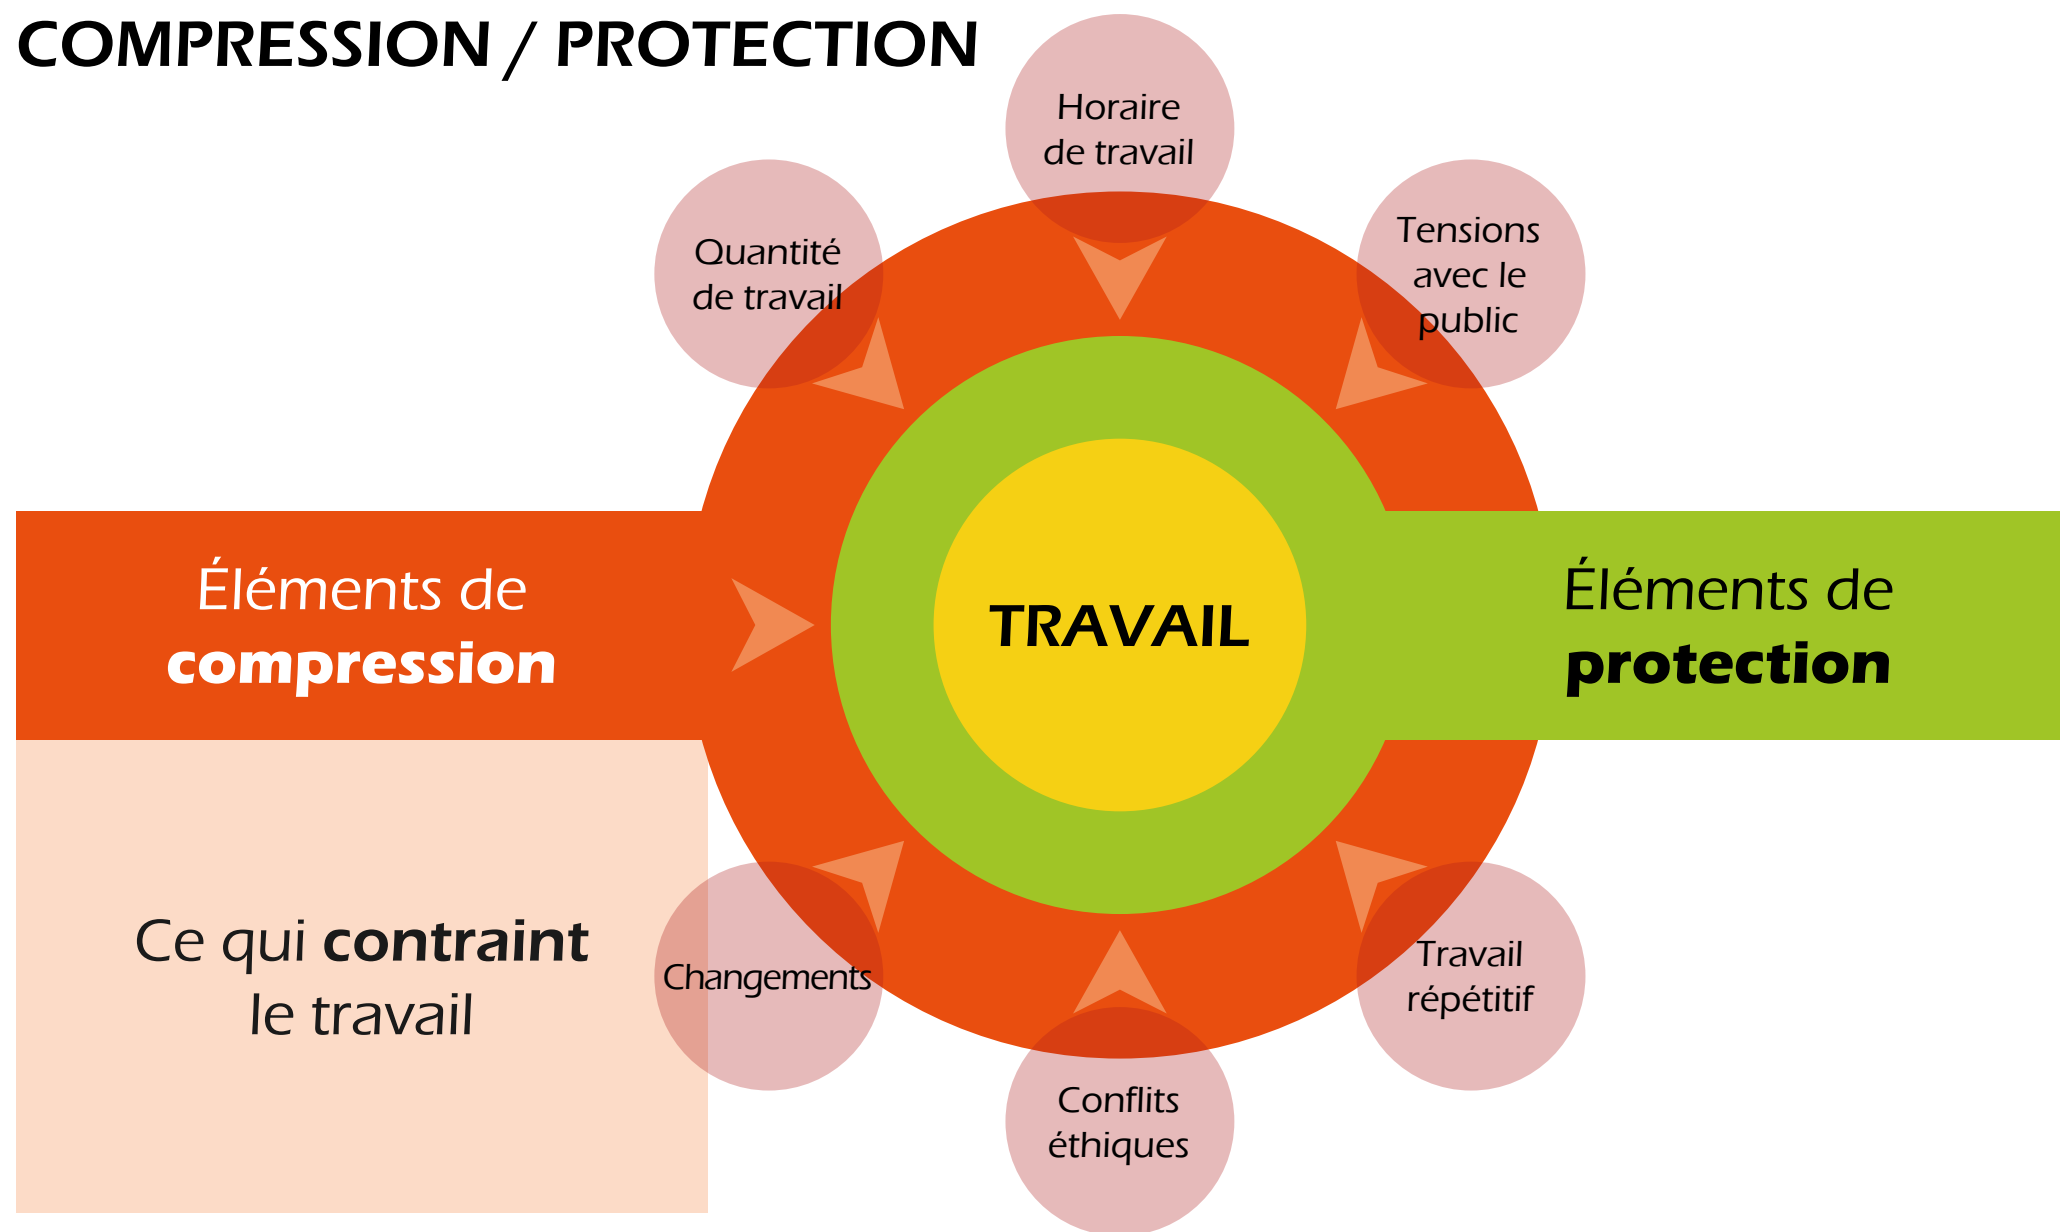 COMPRESSION / PROTECTION
Horaire
de travail
Quantité
de travail
Tensions
avec le
public
Éléments de
compression
TRAVAIL
Éléments de
protection
Ce qui contraint
le travail
Changements
Conflits
éthiques
Travail
répétitif